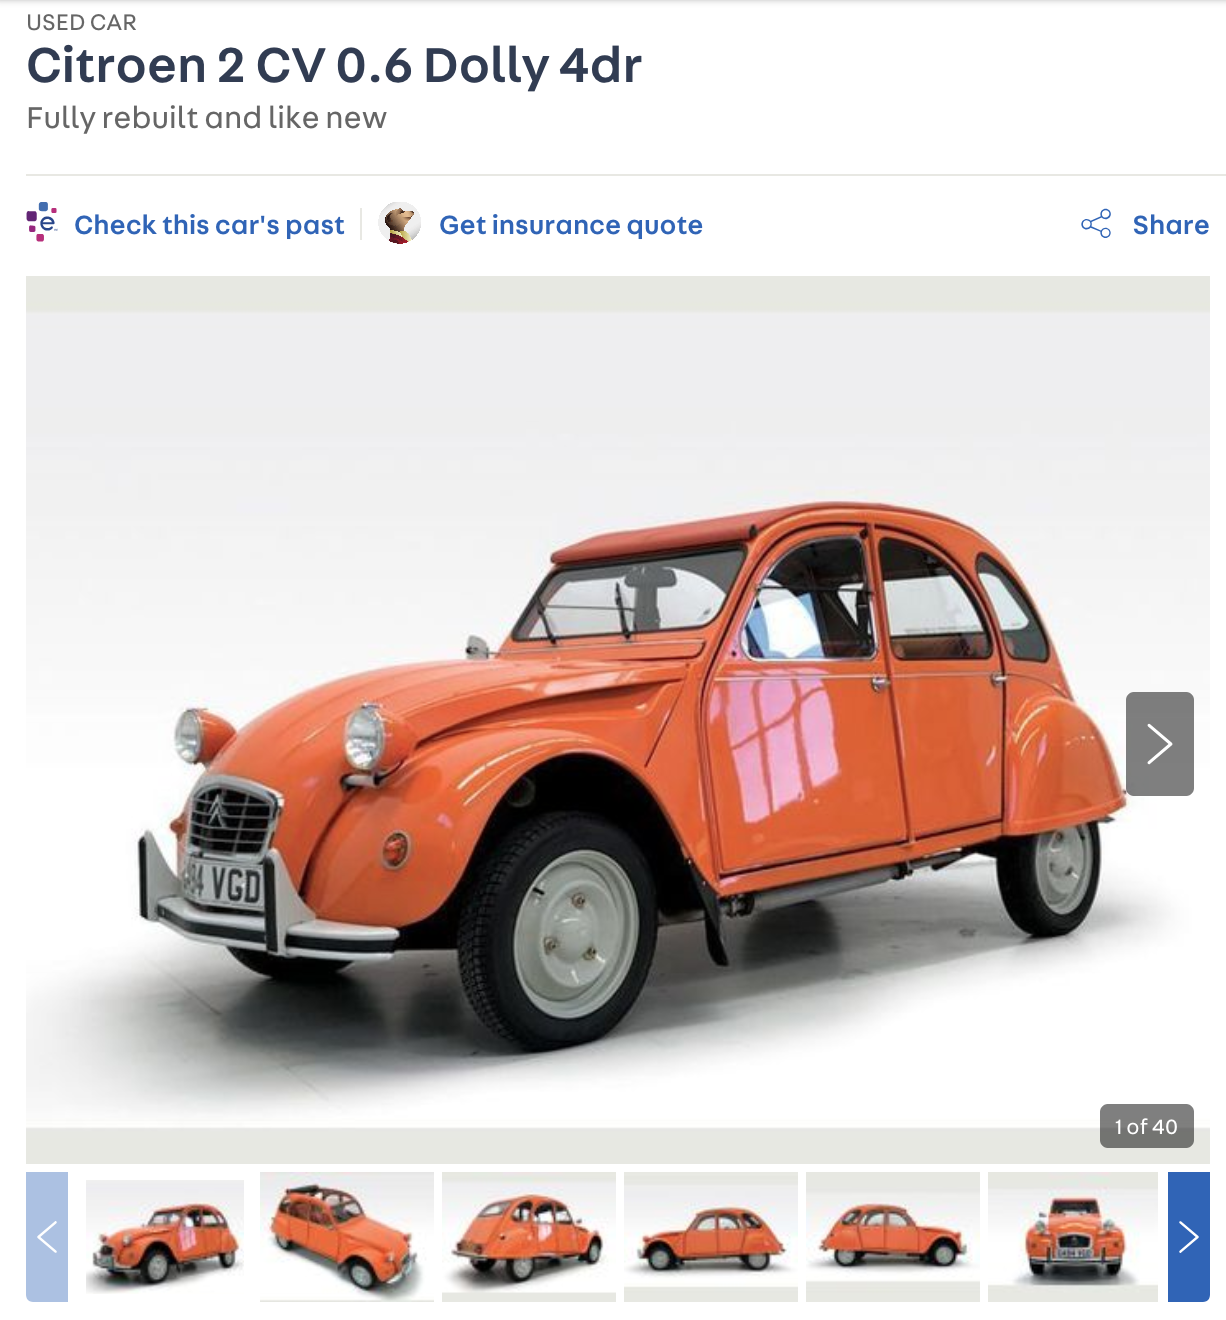 USED CAR
Citroen 2 CV 0.6 Dolly 4dr
Fully rebuilt and like new
e Check this car's past
Get insurance quote
Share
VGD
1 of 40